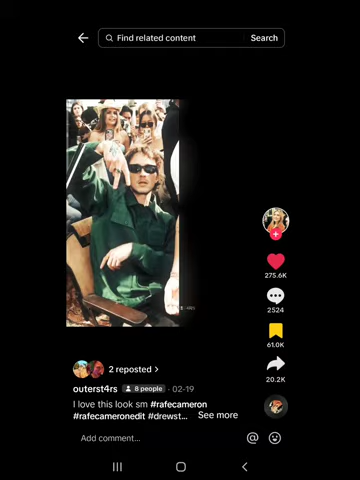 Find related content
Search
275.6K
2524
61.0K
20.2K
2 reposted >
outerst4rs 8 people · 02-19
I love this look sm #rafecameron
#rafecameronedit #drewst... See more
Add comment...